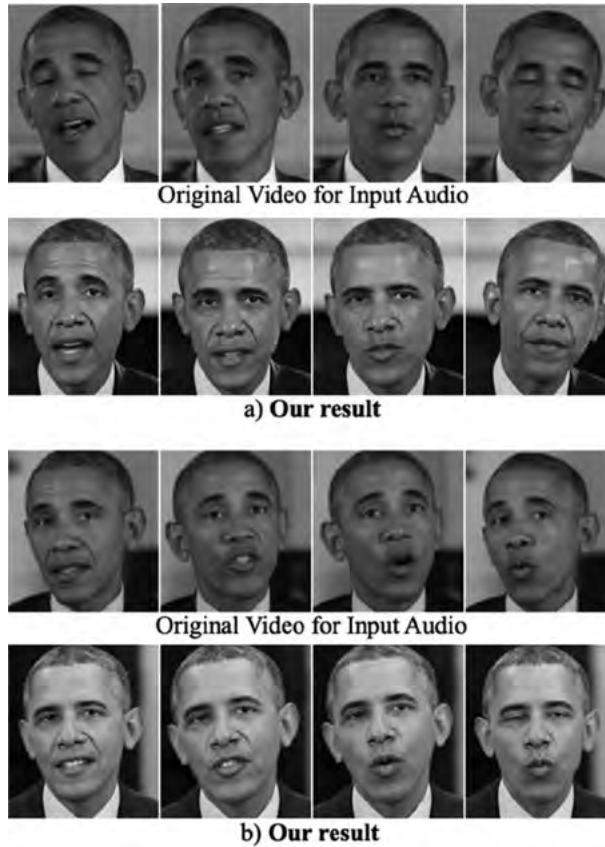 Original Video for Input Audio
a) Our result
Original Video for Input Audio
b) Our result